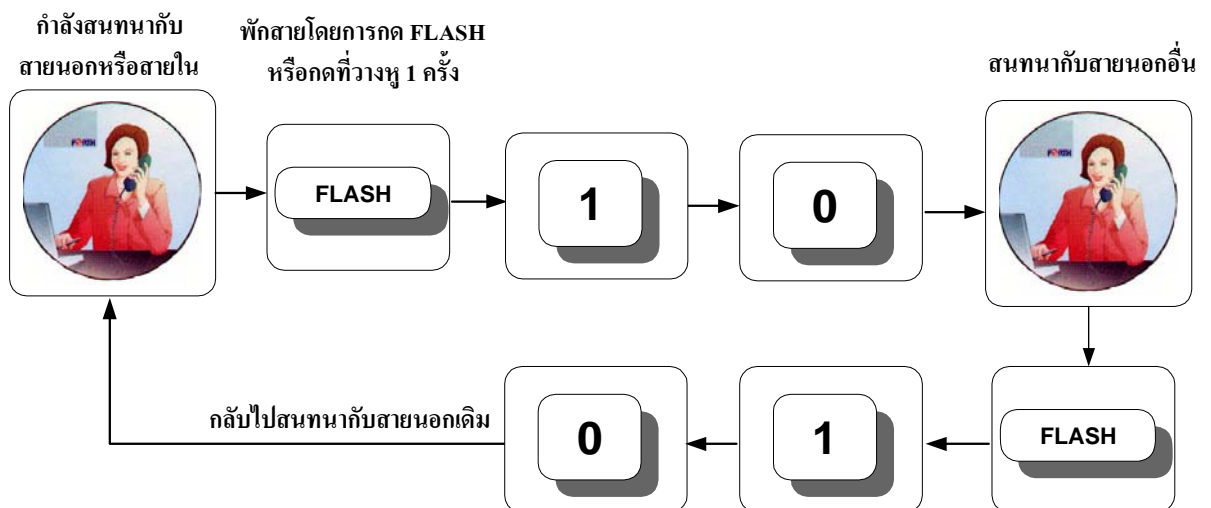 กำลังสนทนากับ
สายนอกหรือสายใน
พักสายโดยการกด FLASH
หรือกดที่วางหู 1 ครั้ง
สนทนากับสายนอกอื่น
FORTH
FLASH
1
0
FORTH
กลับไปสนทนากับสายนอกเดิม
0
1
FLASH